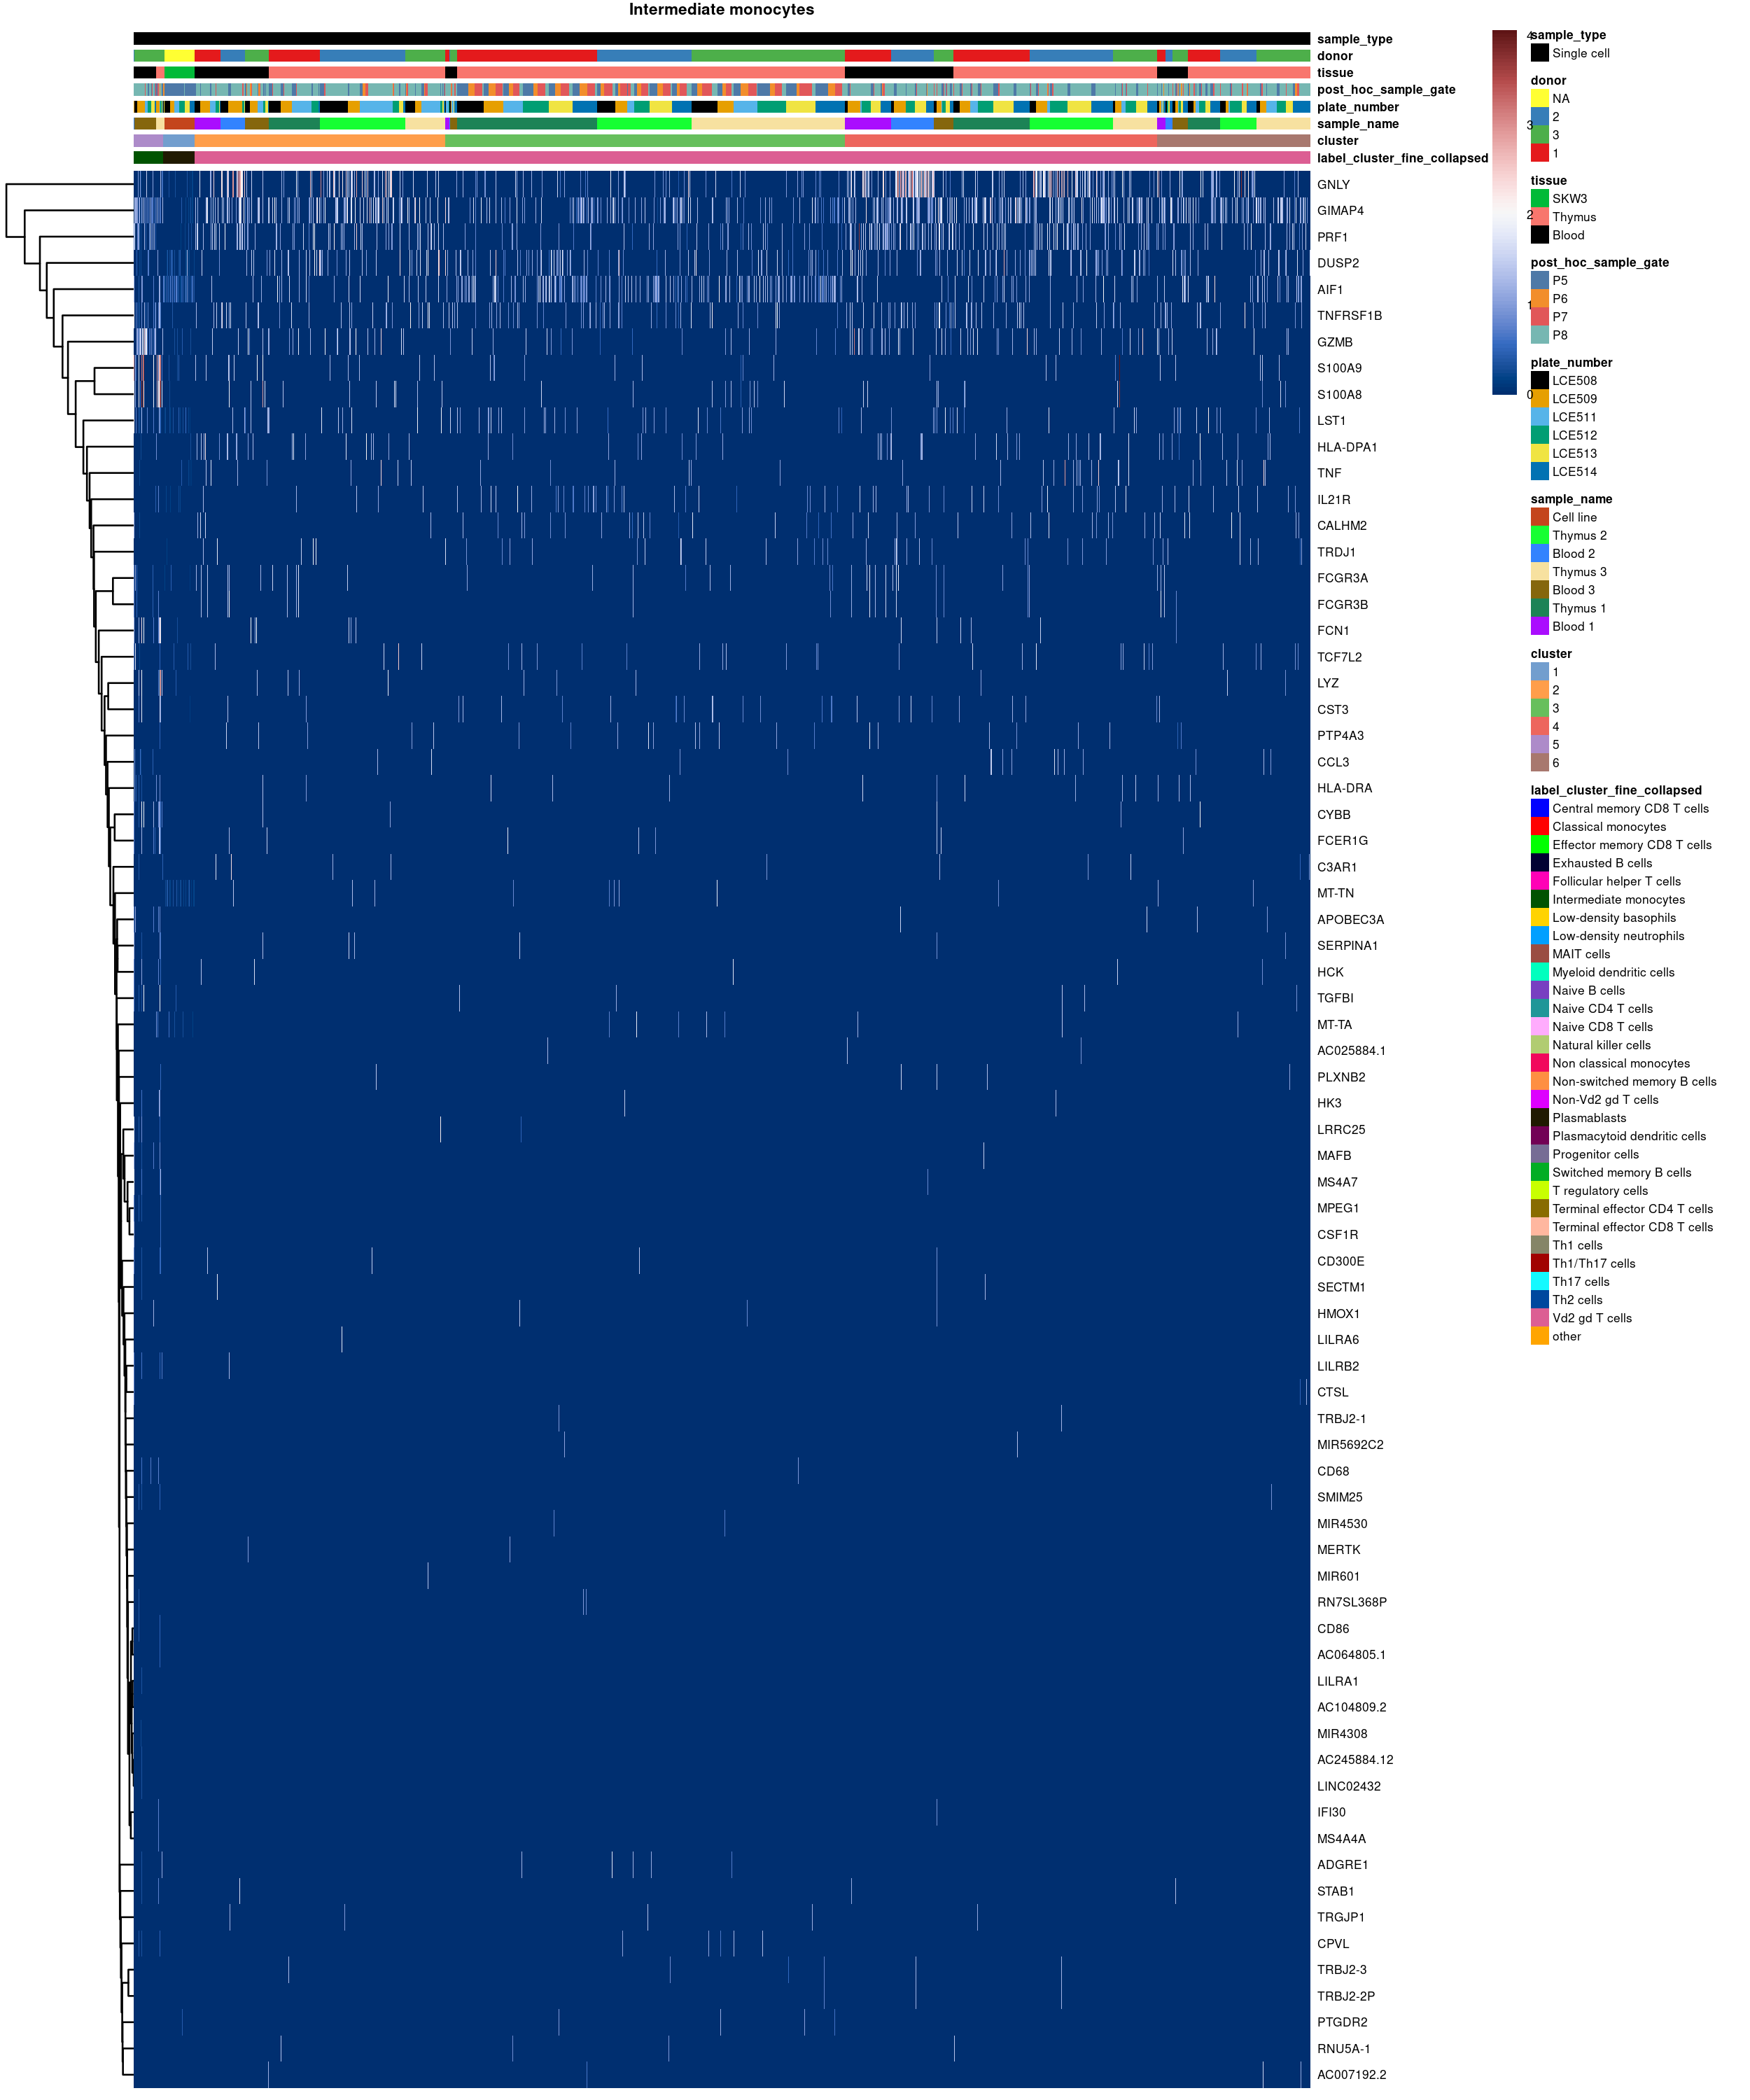 Intermediate monocytes
sample_type
donor
tissue
post_hoc_sample_gate
plate_number
sample_name
cluster
label_cluster_fine_collapsed
GNLY
GIMAP4
PRF1
DUSP2
AIF1
TNFRSF1B
GZMB
S100A9
S100A8
LST1
HLA-DPA1
TNF
IL21R
CALHM2
TRDJ1
FCGR3A
FCGR3B
FCN1
TCF7L2
LYZ
CST3
PTP4A3
CCL3
HLA-DRA
CYBB
FCER1G
C3AR1
MT-TN
APOBEC3A
SERPINA1
HCK
TGFBI
MT-TA
AC025884.1
PLXNB2
HK3
LRRC25
MAFB
MS4A7
MPEG1
CSF1R
CD300E
SECTM1
HMOX1
LILRA6
LILRB2
CTSL
TRBJ2-1
MIR5692C2
CD68
SMIM25
MIR4530
MERTK
MIR601
RN7SL368P
CD86
AC064805.1
LILRA1
AC104809.2
MIR4308
AC245884.12
LINC02432
IFI30
MS4A4A
ADGRE1
STAB1
TRGJP1
CPVL
TRBJ2-3
TRBJ2-2P
PTGDR2
RNU5A-1
AC007192.2
4
3
2
1
0
sample_type
Single cell
donor
NA
2
3
1
tissue
SKW3
Thymus
Blood
post_hoc_sample_gate
P5
P6
P7
P8
plate_number
LCE508
LCE509
LCE511
LCE512
LCE513
LCE514
sample_name
Cell line
Thymus 2
Blood 2
Thymus 3
Blood 3
Thymus 1
Blood 1
cluster
1
2
3
4
5
6
label_cluster_fine_collapsed
Central memory CD8 T cells
Classical monocytes
Effector memory CD8 T cells
Exhausted B cells
Follicular helper T cells
Intermediate monocytes
Low-density basophils
Low-density neutrophils
MAIT cells
Myeloid dendritic cells
Naive B cells
Naive CD4 T cells
Naive CD8 T cells
Natural killer cells
Non classical monocytes
Non-switched memory B cells
Non-Vd2 gd T cells
Plasmablasts
Plasmacytoid dendritic cells
Progenitor cells
Switched memory B cells
T regulatory cells
Terminal effector CD4 T cells
Terminal effector CD8 T cells
Th1 cells
Th1/Th17 cells
Th17 cells
Th2 cells
Vd2 gd T cells
other